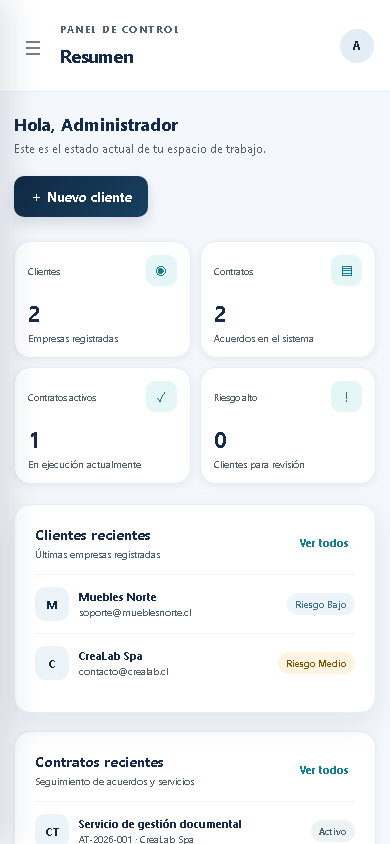 PANEL DE CONTROL
Resumen
A
Hola, Administrador
Este es el estado actual de tu espacio de trabajo.
+ Nuevo cliente
Clientes
2
Empresas registradas
Contratos
2
Acuerdos en el sistema
Contratos activos
✓
1
En ejecución actualmente
Riesgo alto
!
0
Clientes para revisión
Clientes recientes
Ver todos
Últimas empresas registradas
M
Muebles Norte
soporte@mueblesnorte.cl
Riesgo Bajo
C
CreaLab Spa
contacto@crealab.cl
Riesgo Medio
Contratos recientes
Ver todos
Seguimiento de acuerdos y servicios
CT
Servicio de gestión documental
AT-2026-001 · CreaLab Spa
Activo